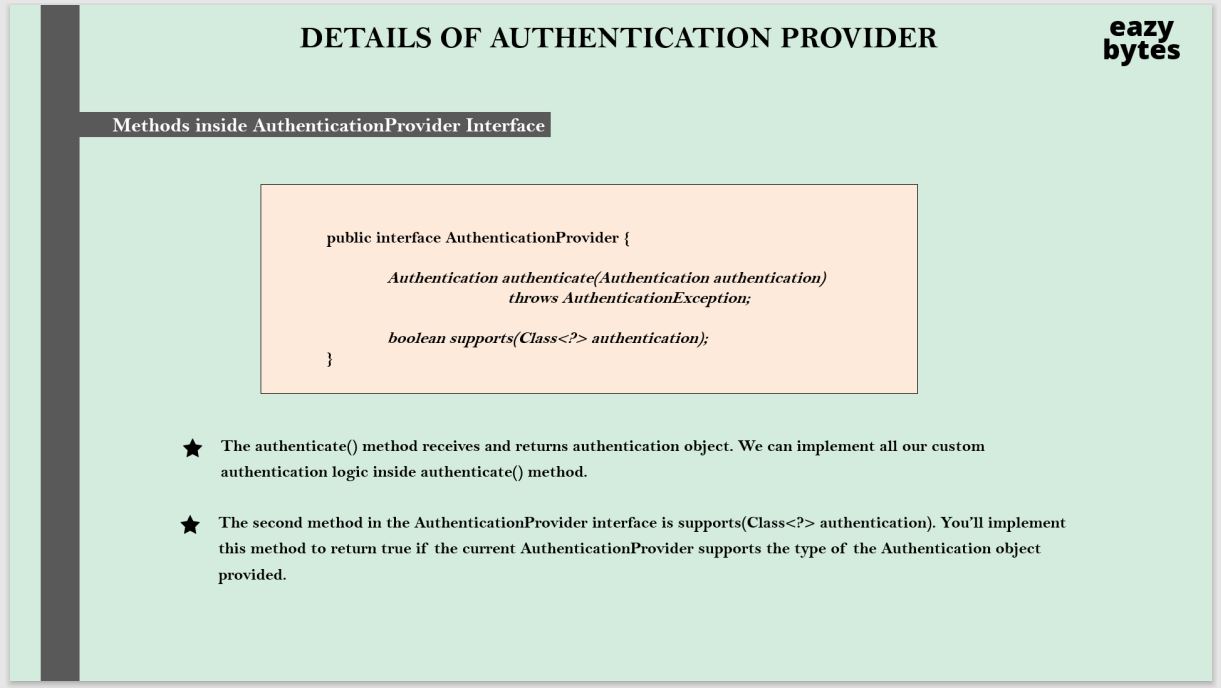 DETAILS OF AUTHENTICATION PROVIDER
eazy
bytes
Methods inside AuthenticationProvider Interface
public interface AuthenticationProvider {
Authentication authenticate(Authentication authentication)
throws AuthenticationException;
boolean supports(Class<?> authentication);
}
The authenticate() method receives and returns authentication object. We can implement all our custom
authentication logic inside authenticate() method.
The second method in the AuthenticationProvider interface is supports(Class<?> authentication). You’ll implement
this method to return true if the current AuthenticationProvider supports the type of the Authentication object
provided.